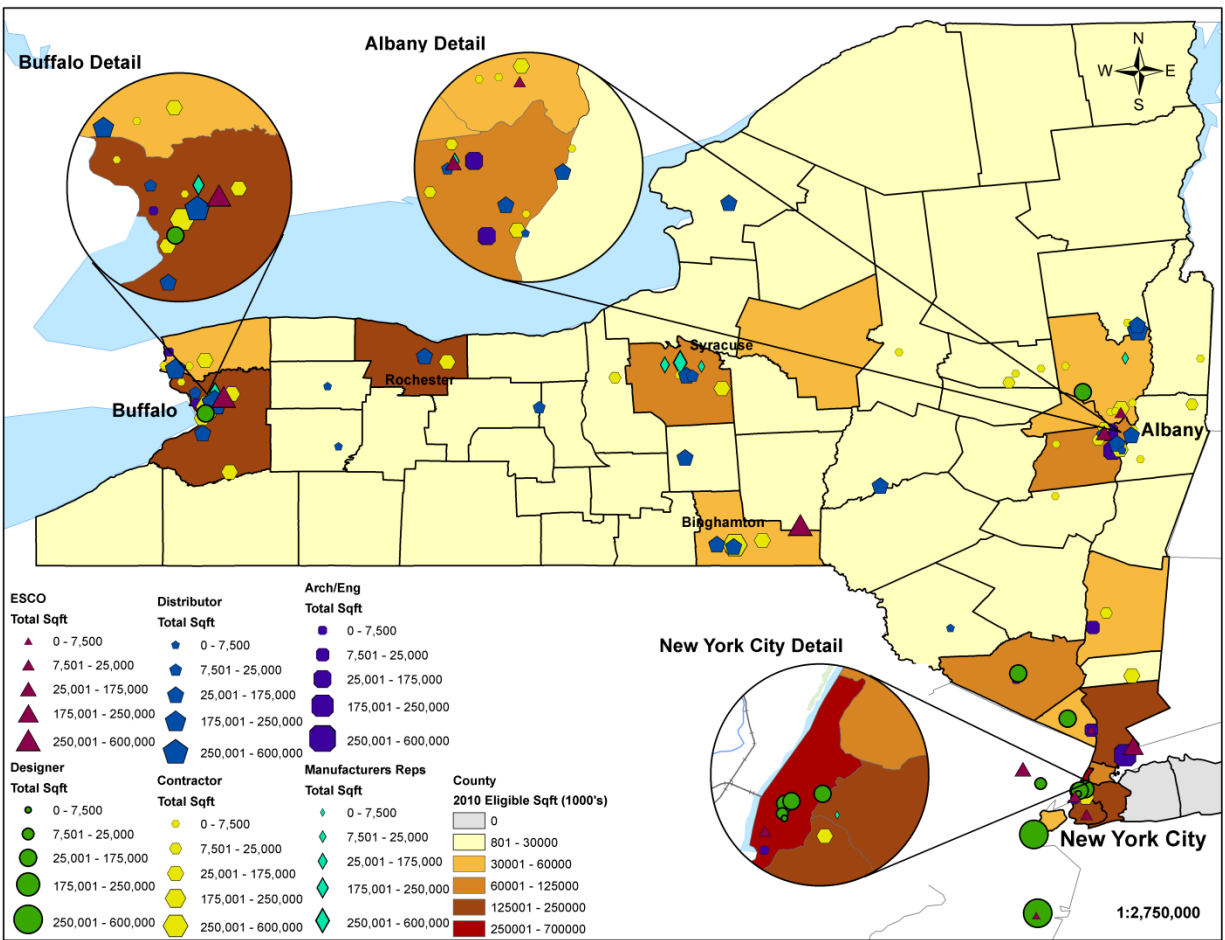 Buffalo Detail
Albany Detail
N
W E
S
Syracuse
Rochester
Buffalo
Albany
Binghamton
New York City Detail
New York City
1:2,750,000
ESCO
Total Sqft
0 - 7,500
7,501 - 25,000
25,001 - 175,000
175,001 - 250,000
250,001 - 600,000
Distributor
Total Sqft
0 - 7,500
7,501 - 25,000
25,001 - 175,000
175,001 - 250,000
250,001 - 600,000
Arch/Eng
Total Sqft
0 - 7,500
7,501 - 25,000
25,001 - 175,000
175,001 - 250,000
250,001 - 600,000
Designer
Total Sqft
0 - 7,500
7,501 - 25,000
25,001 - 175,000
175,001 - 250,000
250,001 - 600,000
Contractor
Total Sqft
0 - 7,500
7,501 - 25,000
25,001 - 175,000
175,001 - 250,000
250,001 - 600,000
Manufacturers Reps
Total Sqft
0 - 7,500
7,501 - 25,000
25,001 - 175,000
175,001 - 250,000
250,001 - 600,000
County
2010 Eligible Sqft (1000's)
0
801 - 30000
30001 - 60000
60001 - 125000
125001 - 250000
250001 - 700000